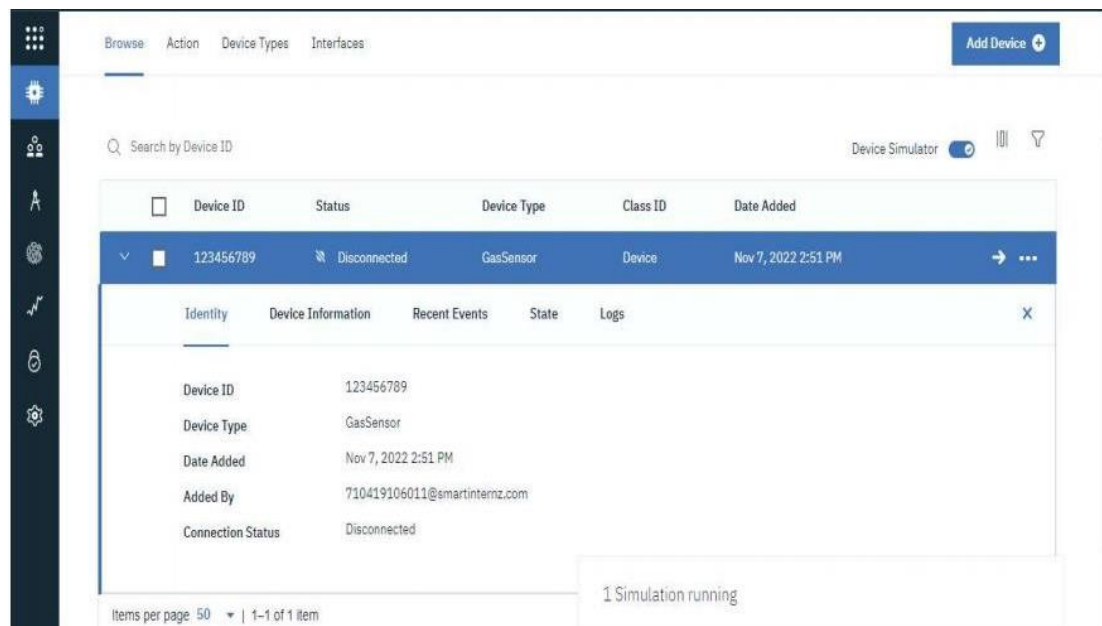 Browse Action Device Types Interfaces Add Device
Search by Device ID Device Simulator
Device ID Status Device Type Class ID Date Added
123456789 Disconnected GasSensor Device Nov 7, 2022 2:51 PM
Identity Device Information Recent Events State Logs
Device ID 123456789
Device Type GasSensor
Date Added Nov 7, 2022 2:51 PM
Added By 710419106011@smartinternz.com
Connection Status Disconnected
1 Simulation running
Items per page 50 | 1–1 of 1 item